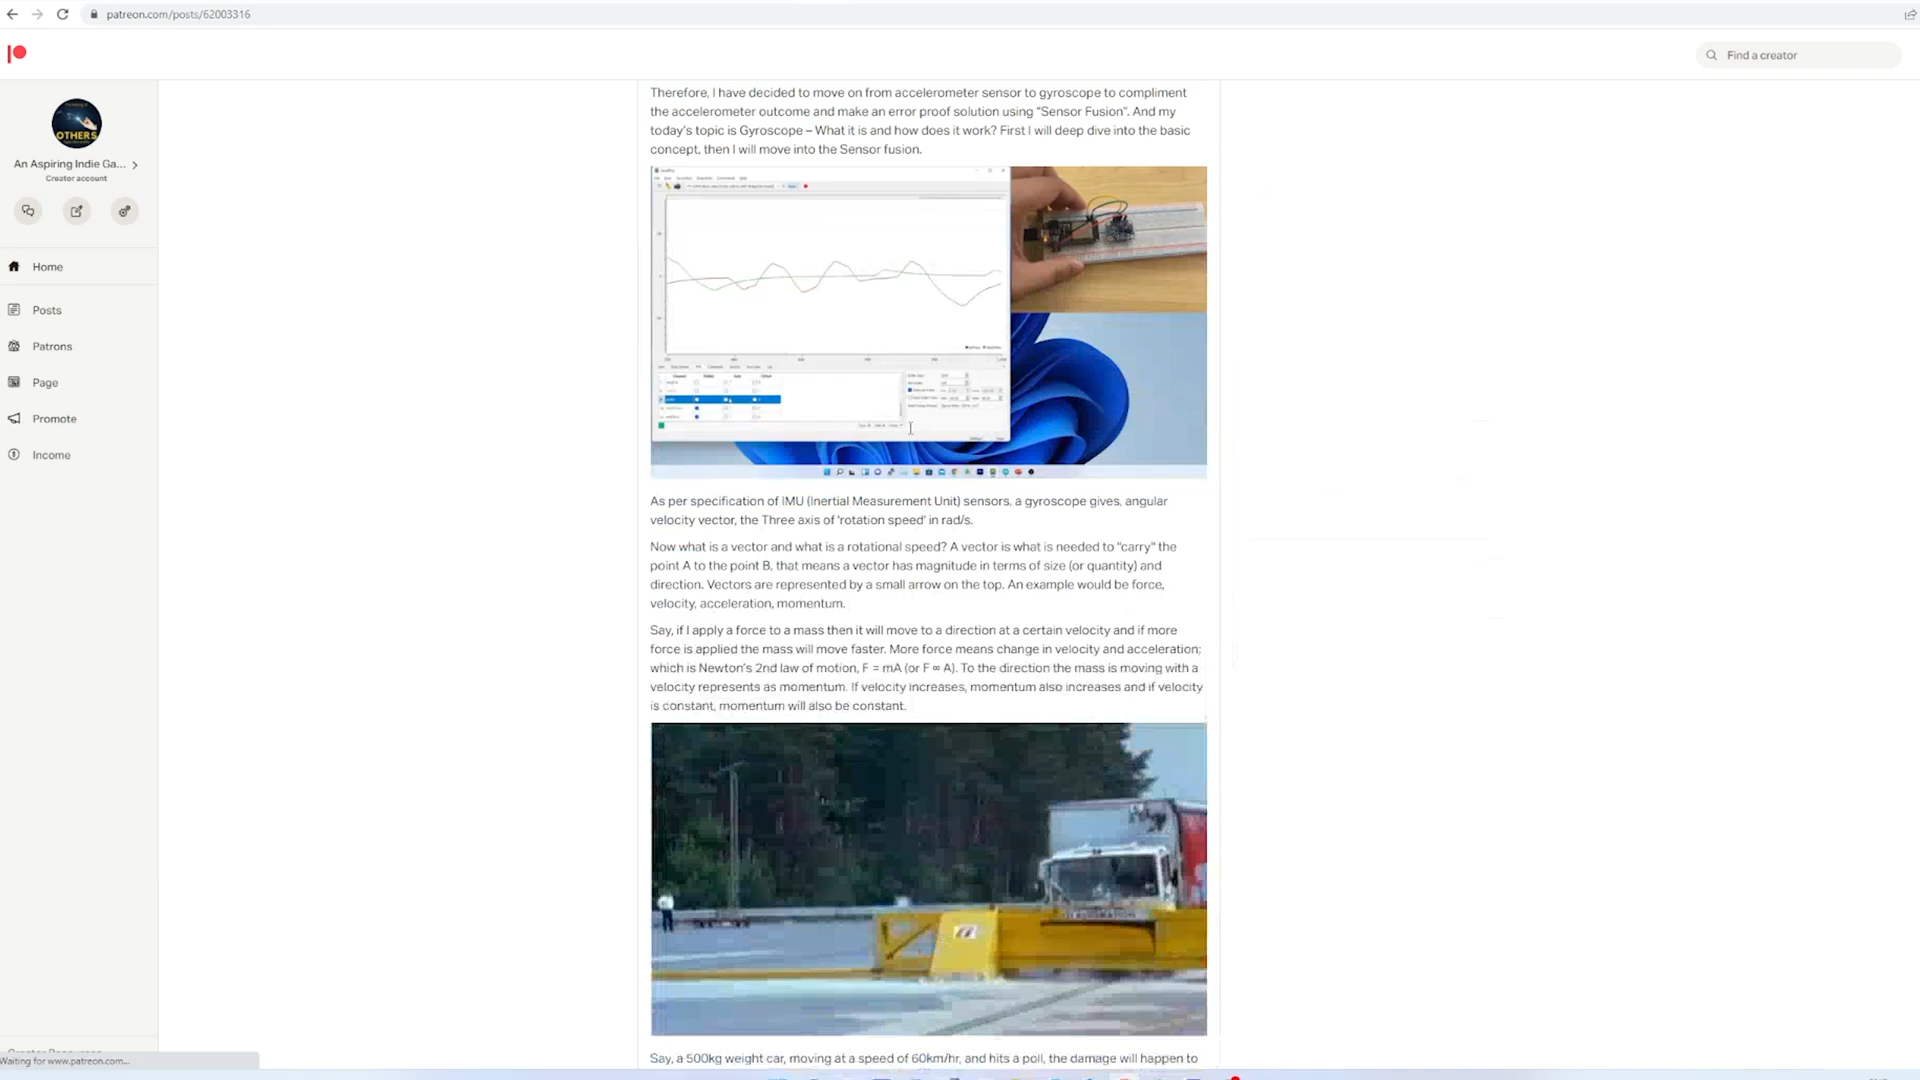 patreon.com/posts/62003316
Find a creator
OTHERS
An Aspiring Indie Ga...
Creator account
Home
Posts
Patrons
Page
Promote
Income
Therefore, I have decided to move on from accelerometer sensor to gyroscope to compliment
the accelerometer outcome and make an error proof solution using "Sensor Fusion". And my
today's topic is Gyroscope – What it is and how does it work? First I will deep dive into the basic
concept, then I will move into the Sensor fusion.
As per specification of IMU (Inertial Measurement Unit) sensors, a gyroscope gives, angular
velocity vector, the Three axis of 'rotation speed' in rad/s.
Now what is a vector and what is a rotational speed? A vector is what is needed to "carry" the
point A to the point B, that means a vector has magnitude in terms of size (or quantity) and
direction. Vectors are represented by a small arrow on the top. An example would be force,
velocity, acceleration, momentum.
Say, if I apply a force to a mass then it will move to a direction at a certain velocity and if more
force is applied the mass will move faster. More force means change in velocity and acceleration;
which is Newton's 2nd law of motion, F = mA (or F ∞ A). To the direction the mass is moving with a
velocity represents as momentum. If velocity increases, momentum also increases and if velocity
is constant, momentum will also be constant.
Say, a 500kg weight car, moving at a speed of 60km/hr, and hits a poll, the damage will happen to
Waiting for www.patreon.com...